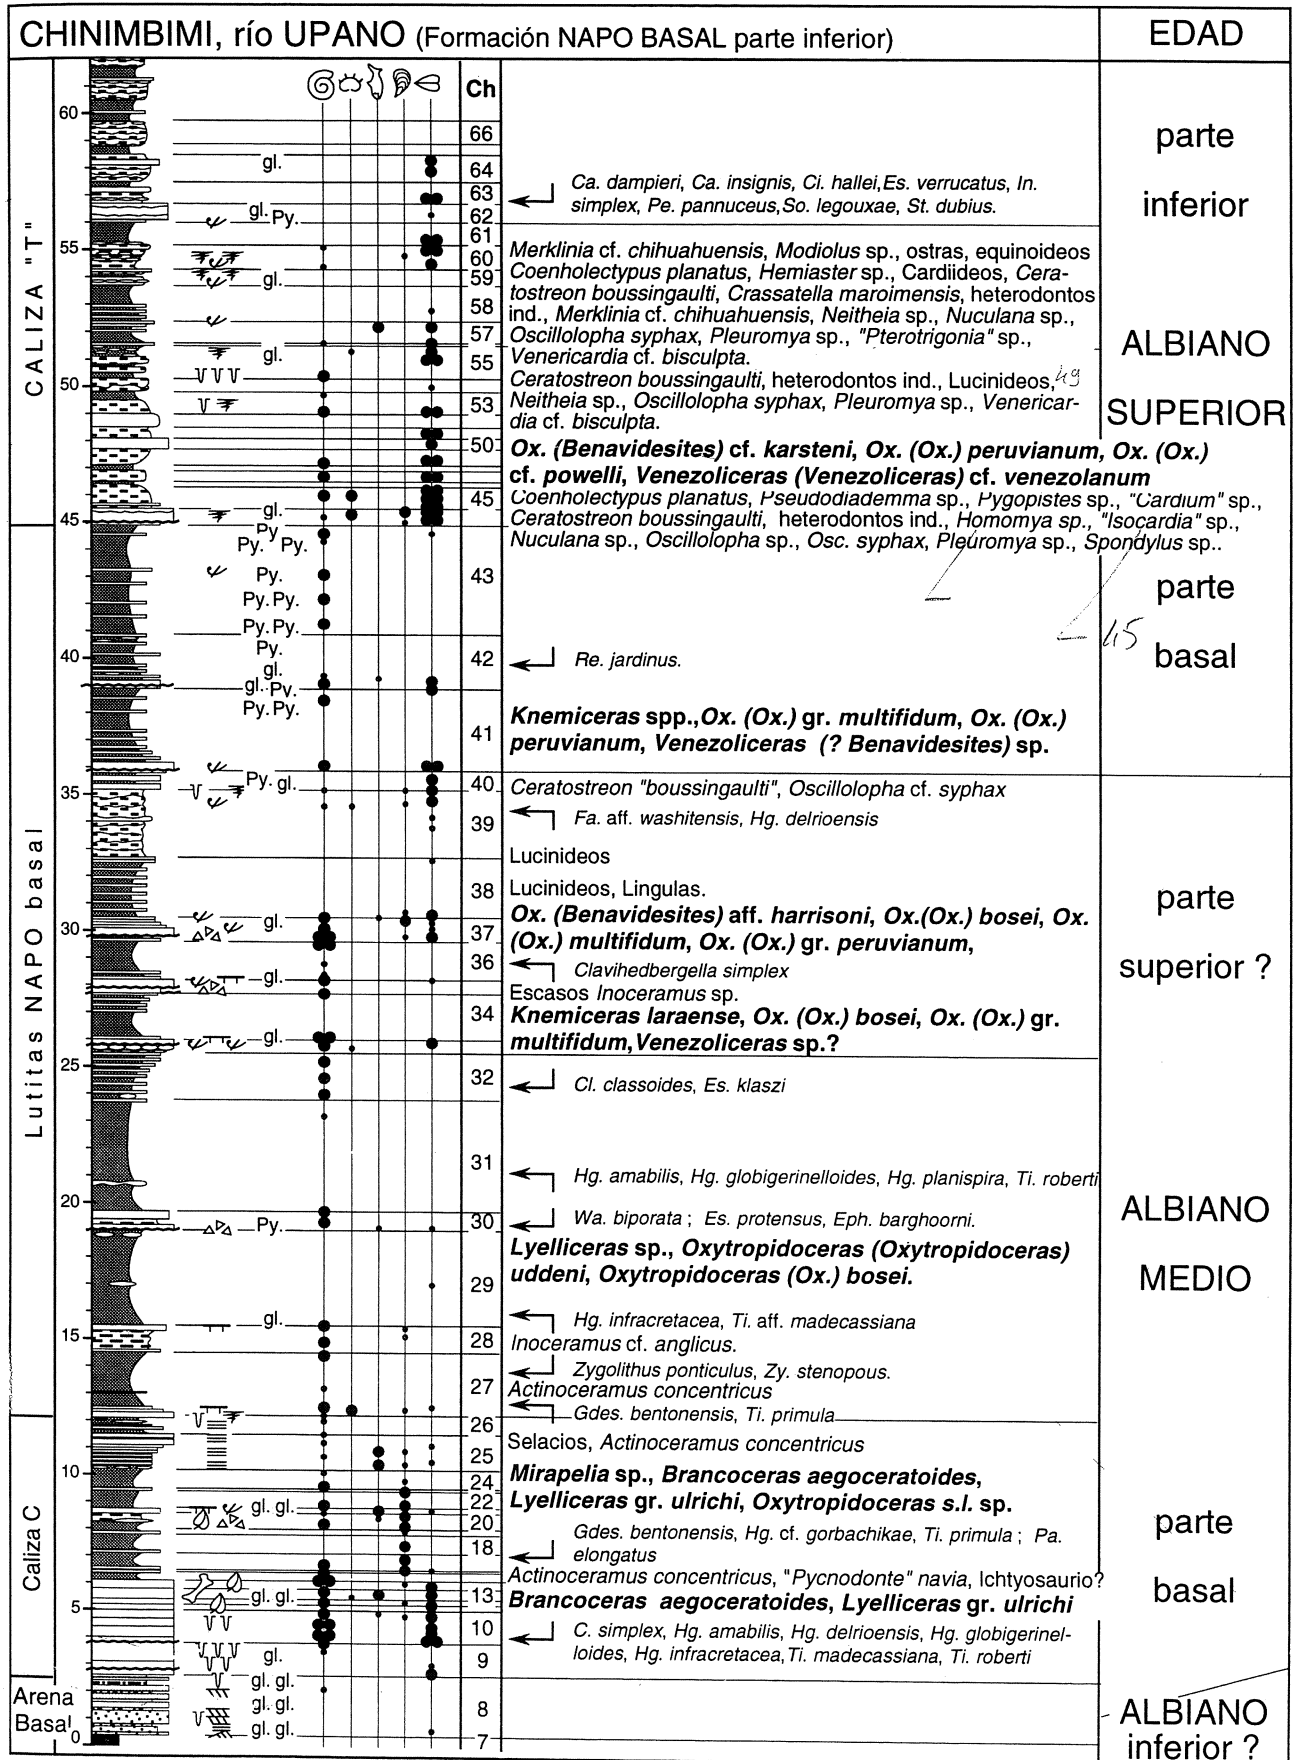 CHINIMBIMI, río UPANO (Formación NAPO BASAL parte inferior)
EDAD
Ch
60
66
parte
gl.
64
63
Ca. dampieri, Ca. insignis, Ci. hallei, Es. verrucatus, In.
simplex, Pe. pannuceus, So. legouxae, St. dubius.
inferior
gl. Py.
62
61
55
60
Merklinia cf. chihuahuensis, Modiolus sp., ostras, equinoideos
gl.
59
Coenholectypus planatus, Hemiaster sp., Cardiideos, Cera-
tostreon boussingaulti, Crassatella maroimensis, heterodontos
58
ind., Merklinia cf. chihuahuensis, Neitheia sp., Nuculana sp.,
57
Oscillolopha syphax, Pleuromya sp., "Pterotrigonia" sp.,
ALBIANO
gl.
55
Venericardia cf. bisculpta.
CALIZA "T"
50
Ceratostreon boussingaulti, heterodontos ind., Lucinideos, 49
53
Neitheia sp., Oscillolopha syphax, Pleuromya sp., Venericar-
dia cf. bisculpta.
SUPERIOR
50
Ox. (Benavidesites) cf. karsteni, Ox. (Ox.) peruvianum, Ox. (Ox.)
cf. powelli, Venezoliceras (Venezoliceras) cf. venezolanum
45
Coenholectypus planatus, Pseudodiademma sp., Pygopistes sp., "Cardium" sp.,
gl.
45
Ceratostreon boussingaulti, heterodontos ind., Homomya sp., "Isocardia" sp.,
Py
Py. Py.
Nuculana sp., Oscillolopha sp., Osc. syphax, Pleuromya sp., Spondylus sp..
Py.
43
parte
Py. Py.
Py. Py.
45
Py.
40
42
Re. jardinus.
basal
gl.
gl. Py.
Py. Py.
41
Knemiceras spp., Ox. (Ox.) gr. multifidum, Ox. (Ox.)
peruvianum, Venezoliceras (? Benavidesites) sp.
Py. gl.
40
Ceratostreon "boussingaulti", Oscillolopha cf. syphax
35
39
Fa. aff. washitensis, Hg. delrioensis
Lucinideos
38
Lucinideos, Lingulas.
parte
gl.
30
37
Ox. (Benavidesites) aff. harrisoni, Ox.(Ox.) bosei, Ox.
(Ox.) multifidum, Ox. (Ox.) gr. peruvianum,
gl.
36
Clavihedbergella simplex
superior ?
Escasos Inoceramus sp.
34
Knemiceras laraense, Ox. (Ox.) bosei, Ox. (Ox.) gr.
gl.
multifidum, Venezoliceras sp.?
Lutitas NAPO basal
25
32
Cl. classoides, Es. klaszi
31
Hg. amabilis, Hg. globigerinelloides, Hg. planispira, Ti. roberti
20
Py.
30
Wa. biporata ; Es. protensus, Eph. barghoorni.
ALBIANO
Lyelliceras sp., Oxytropidoceras (Oxytropidoceras)
29
uddeni, Oxytropidoceras (Ox.) bosei.
MEDIO
gl.
Hg. infracretacea, Ti. aff. madecassiana
15
28
Inoceramus cf. anglicus.
Zygolithus ponticulus, Zy. stenopous.
27
Actinoceramus concentricus
Gdes. bentonensis, Ti. primula
26
Selacios, Actinoceramus concentricus
25
10
24
Mirapelia sp., Brancoceras aegoceratoides,
gl. gl.
22
Lyelliceras gr. ulrichi, Oxytropidoceras s.l. sp.
20
Gdes. bentonensis, Hg. cf. gorbachikae, Ti. primula ; Pa.
elongatus
parte
18
Caliza C
Actinoceramus concentricus, "Pycnodonte" navia, Ichtyosaurio?
gl. gl.
13
5
Brancoceras aegoceratoides, Lyelliceras gr. ulrichi
basal
10
C. simplex, Hg. amabilis, Hg. delrioensis, Hg. globigerinel-
gl.
9
loides, Hg. infracretacea, Ti. madecassiana, Ti. roberti
gl. gl.
Arena
Basal
gl. gl.
8
ALBIANO
gl. gl.
0
7
inferior ?